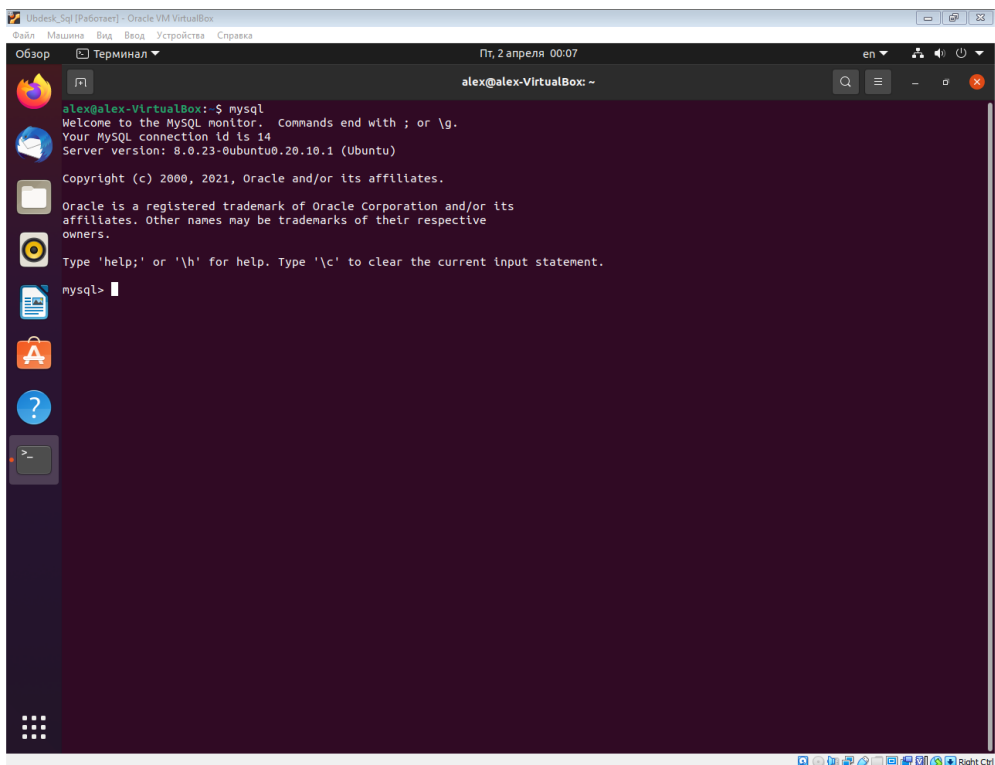 Ubdesk_Sql [Работает] - Oracle VM VirtualBox
Файл Машина Вид Ввод Устройства Справка
Обзор Терминал Пт, 2 апреля 00:07 en
alex@alex-VirtualBox: ~
alex@alex-VirtualBox:~$ mysql
Welcome to the MySQL monitor.  Commands end with ; or \g.
Your MySQL connection id is 14
Server version: 8.0.23-0ubuntu0.20.10.1 (Ubuntu)
Copyright (c) 2000, 2021, Oracle and/or its affiliates.
Oracle is a registered trademark of Oracle Corporation and/or its
affiliates. Other names may be trademarks of their respective
owners.
Type 'help;' or '\h' for help. Type '\c' to clear the current input statement.
mysql>
Right Ctrl